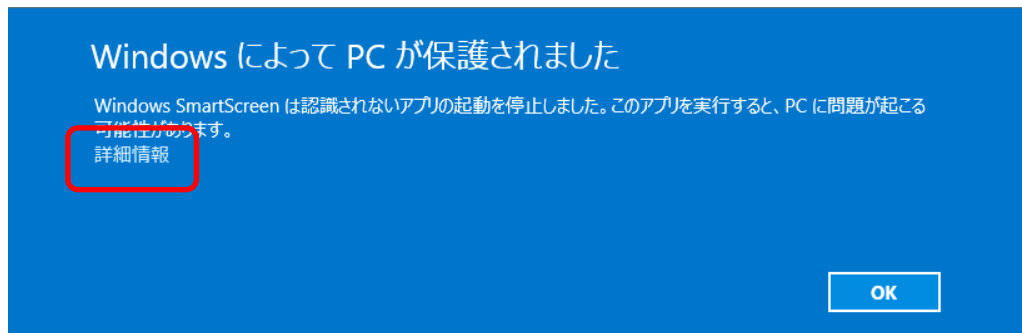 Windows によって PC が保護されました
Windows SmartScreen は認識されないアプリの起動を停止しました。このアプリを実行すると、PC に問題が起こる
可能性があります。
詳細情報
OK